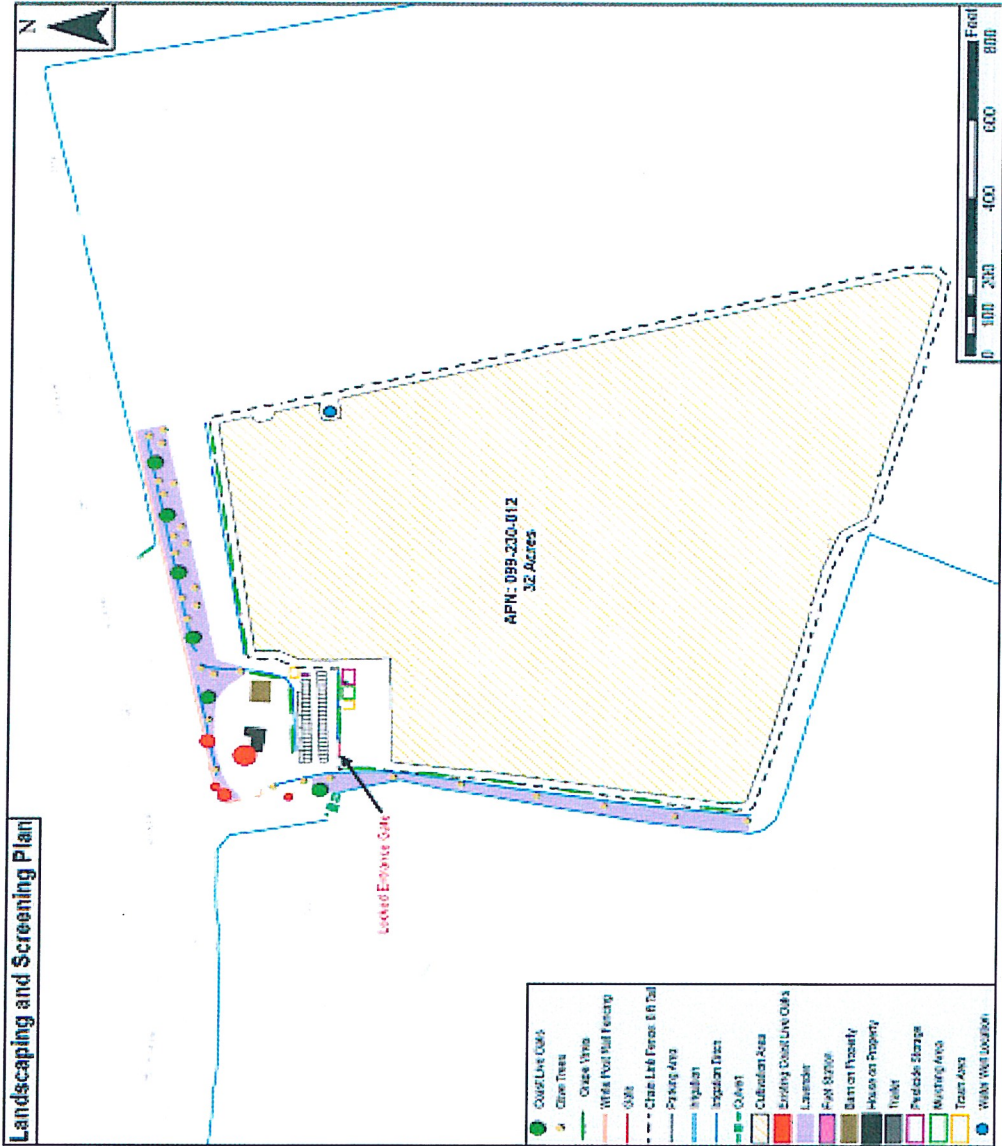 Landscaping and Screening Plan
N
APN: 099-230-012
32 Acres
Locked Entrance Gate
Coast Live Oaks
Olive Trees
Grape Vines
White Post Rail Fencing
Gate
Chain Link Fence 8 ft Tall
Parking Area
Irrigation
Irrigation
Culvert
Cultivation Area
Existing Coast Live Oaks
Lavender
Fuel Station
Barn on Property
House on Property
Trailer
Pesticide Storage
Area
Trash Area
Water Well Location
0 100 200 400 600 800
Feet